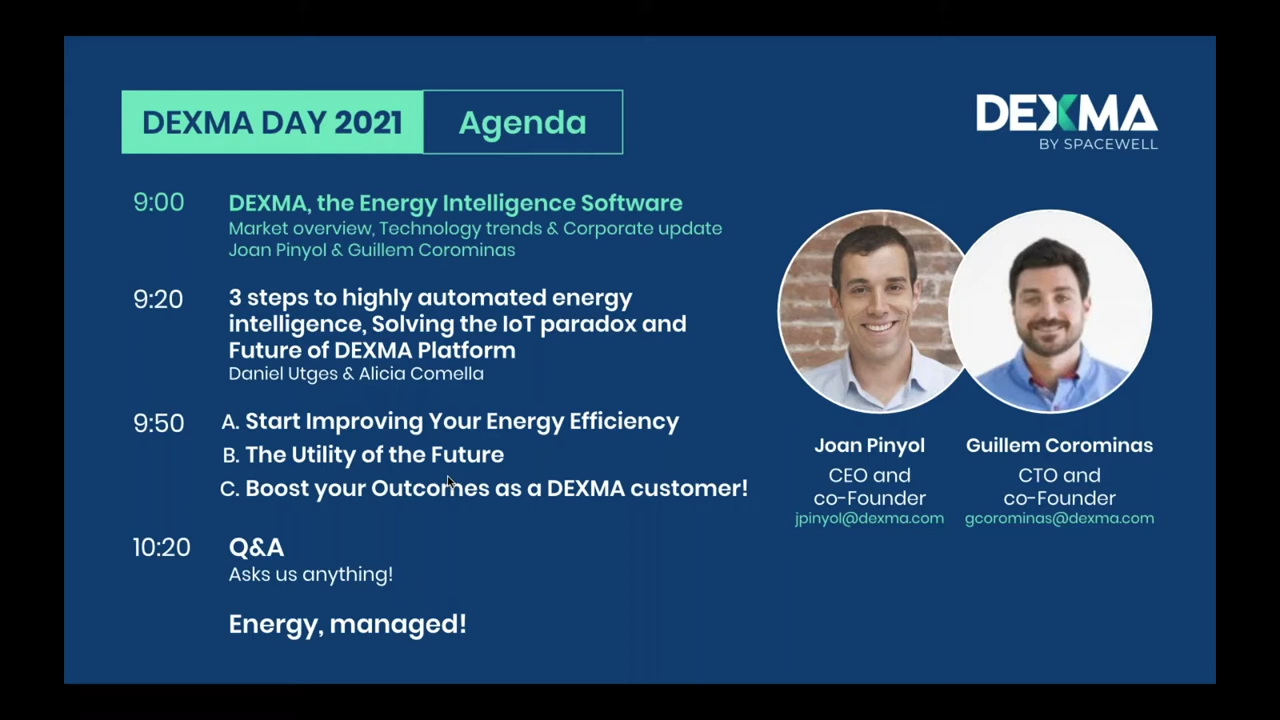 DEXMA DAY 2021 Agenda
DEXMA
BY SPACEWELL
9:00 DEXMA, the Energy Intelligence Software
Market overview, Technology trends & Corporate update
Joan Pinyol & Guillem Corominas
9:20 3 steps to highly automated energy
intelligence, Solving the IoT paradox and
Future of DEXMA Platform
Daniel Utges & Alicia Comella
9:50 A. Start Improving Your Energy Efficiency
B. The Utility of the Future
C. Boost your Outcomes as a DEXMA customer!
10:20 Q&A
Asks us anything!
Energy, managed!
Joan Pinyol
CEO and
co-Founder
jpinyol@dexma.com
Guillem Corominas
CTO and
co-Founder
gcorominas@dexma.com